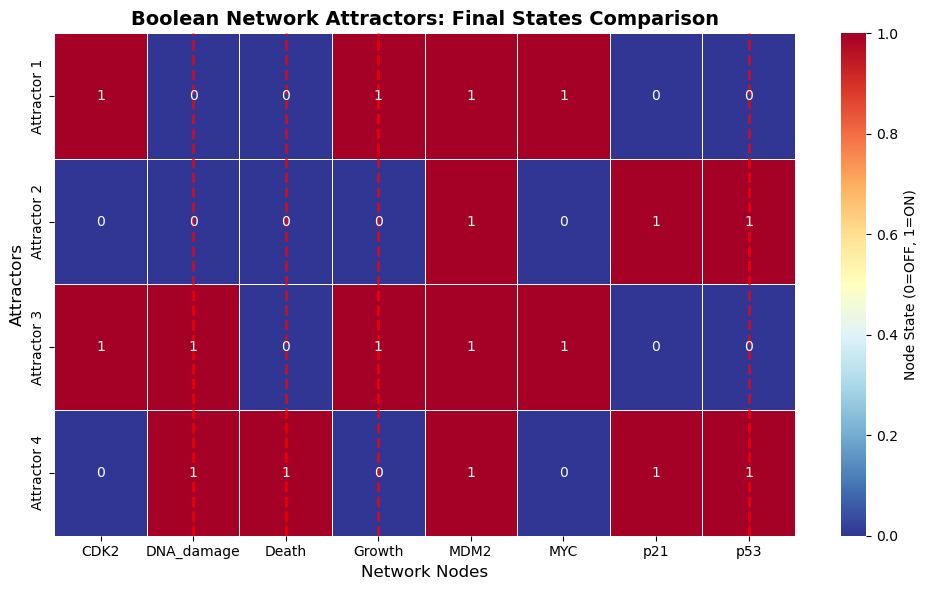 Boolean Network Attractors: Final States Comparison
Attractors
Attractor 1
1 0 0 1 1 1 0 0
Attractor 2
0 0 0 0 1 0 1 1
Attractor 3
1 1 0 1 1 1 0 0
Attractor 4
0 1 1 0 1 0 1 1
CDK2 DNA_damage Death Growth MDM2 MYC p21 p53
Network Nodes
1.0
0.8
0.6
0.4
0.2
0.0
Node State (0=OFF, 1=ON)